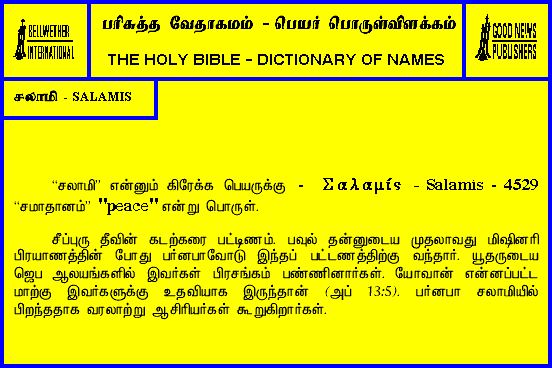 BELLWETHER
INTERNATIONAL
பரிசுத்த வேதாகமம் - பெயர் பொருள்விளக்கம்
THE HOLY BIBLE - DICTIONARY OF NAMES
GOOD NEWS
PUBLISHERS
சலாமி - SALAMIS
“சலாமி” என்னும் கிரேக்க பெயருக்கு - Σαλαμίς - Salamis - 4529
“சமாதானம்” "peace" என்று பொருள்.
சீப்புரு தீவின் கடற்கரை பட்டிணம். பவுல் தன்னுடைய முதலாவது மிஷினரி
பிரயாணத்தின் போது பர்னபாவோடு இந்தப் பட்டணத்திற்கு வந்தார். யூதருடைய
ஜெப ஆலயங்களில் இவர்கள் பிரசங்கம் பண்ணினார்கள். யோவான் என்னப்பட்ட
மாற்கு இவர்களுக்கு உதவியாக இருந்தான் (அப் 13:5). பர்னபா சலாமியில்
பிறந்ததாக வரலாற்று ஆசிரியர்கள் கூறுகிறார்கள்.